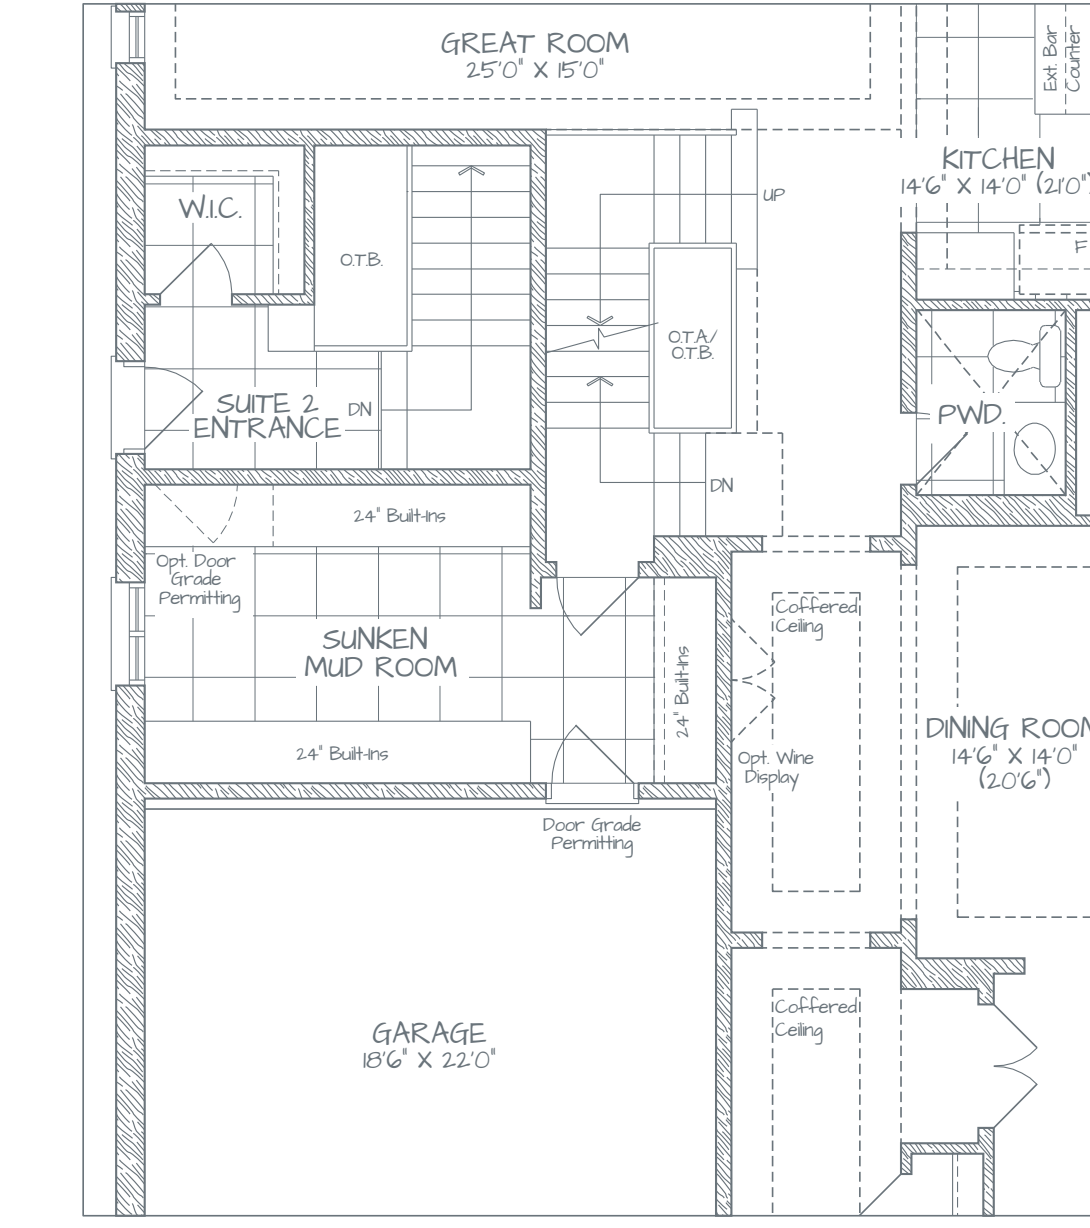 GREAT ROOM
25'0" X 15'0"
Ext. Bar
Counter
KITCHEN
14'6" X 14'0" (21'0")
UP
W.I.C.
O.T.B.
F
O.T.A/
O.T.B.
SUITE 2
ENTRANCE
DN
PWD.
DN
24" Built-Ins
Opt. Door
Grade
Permitting
Coffered
Ceiling
SUNKEN
MUD ROOM
24" Built-Ins
24" Built-Ins
Opt. Wine
Display
DINING ROOM
14'6" X 14'0"
(20'6")
Door Grade
Permitting
Coffered
Ceiling
GARAGE
18'6" X 22'0"